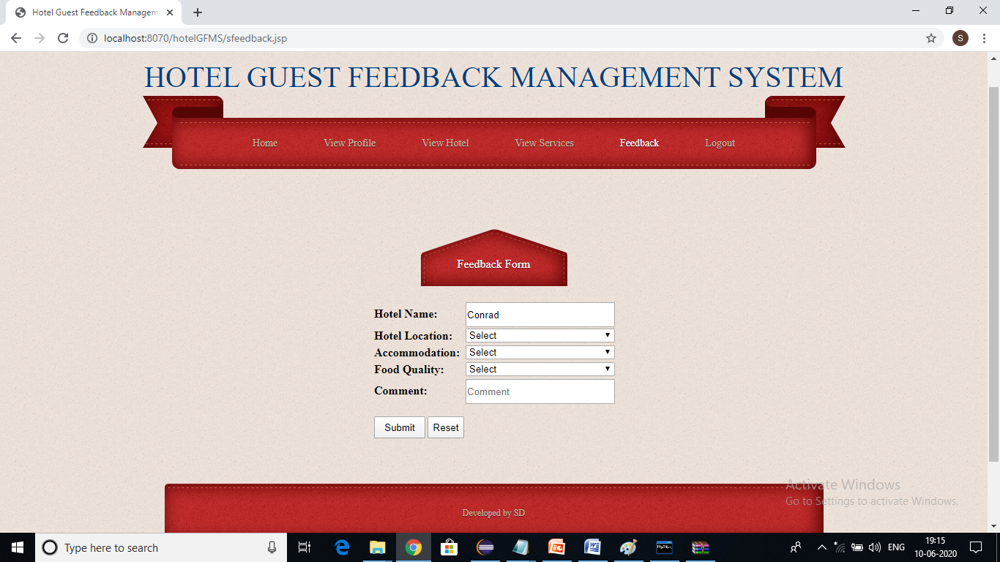 Hotel Guest Feedback Managem
localhost:8070/hotelGFMS/sfeedback.jsp
S
HOTEL GUEST FEEDBACK MANAGEMENT SYSTEM
Home View Profile View Hotel View Services Feedback Logout
Feedback Form
Hotel Name: Conrad
Hotel Location: Select
Accommodation: Select
Food Quality: Select
Comment: Comment
Submit Reset
Activate Windows
Go to Settings to activate Windows.
Developed by SD
Type here to search
ENG
19:15
10-06-2020